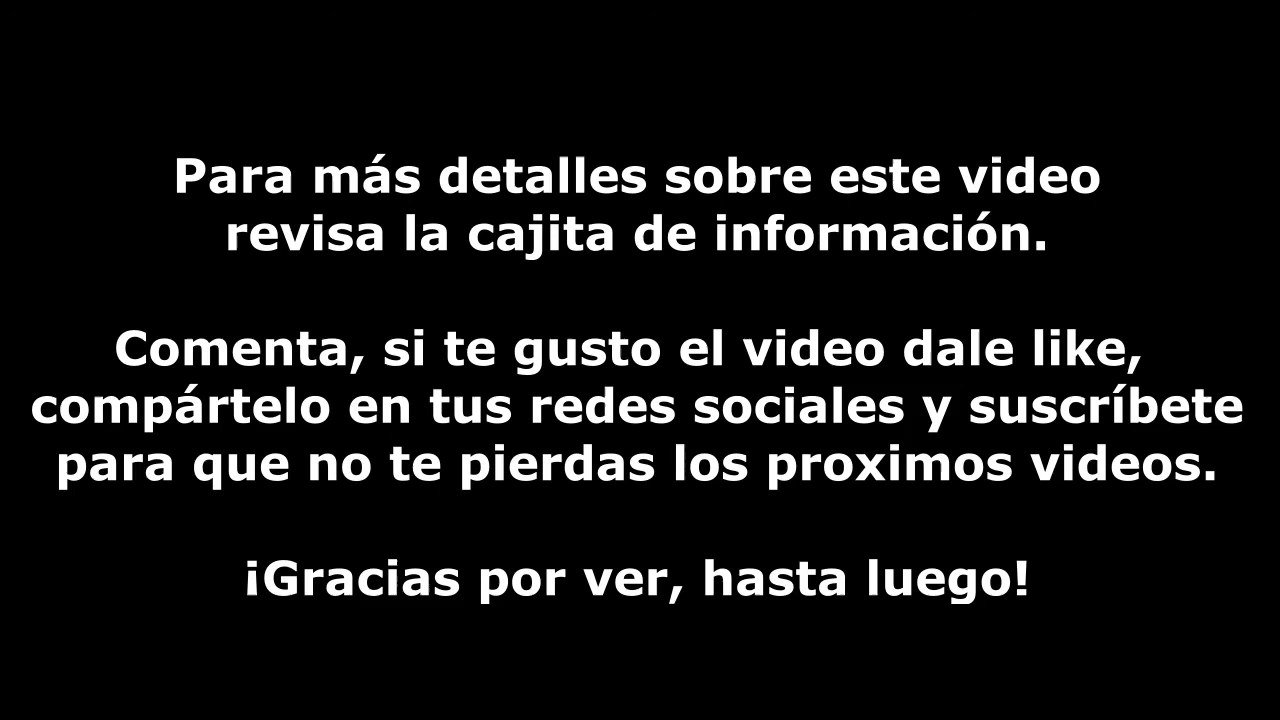 Para más detalles sobre este video
revisa la cajita de información.
Comenta, si te gusto el video dale like,
compártelo en tus redes sociales y suscríbete
para que no te pierdas los proximos videos.
¡Gracias por ver, hasta luego!